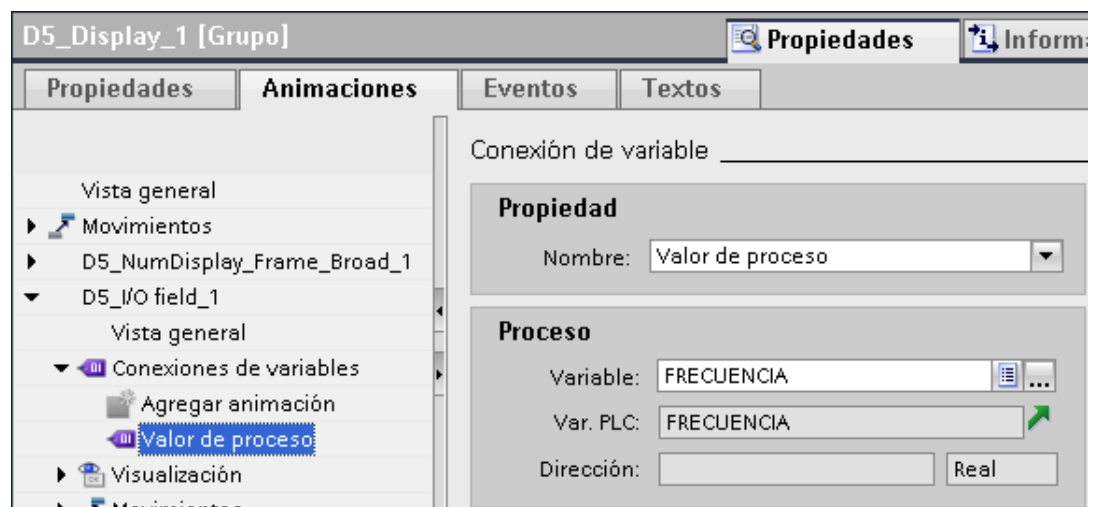 D5_Display_1 [Grupo]
Propiedades
Inform
Propiedades
Animaciones
Eventos
Textos
Conexión de variable
Vista general
Movimientos
D5_NumDisplay_Frame_Broad_1
D5_I/O field_1
Vista general
Conexiones de variables
Agregar animación
Valor de proceso
Visualización
Movimientos
Propiedad
Nombre: Valor de proceso
Proceso
Variable: FRECUENCIA ...
Var. PLC: FRECUENCIA
Dirección: Real